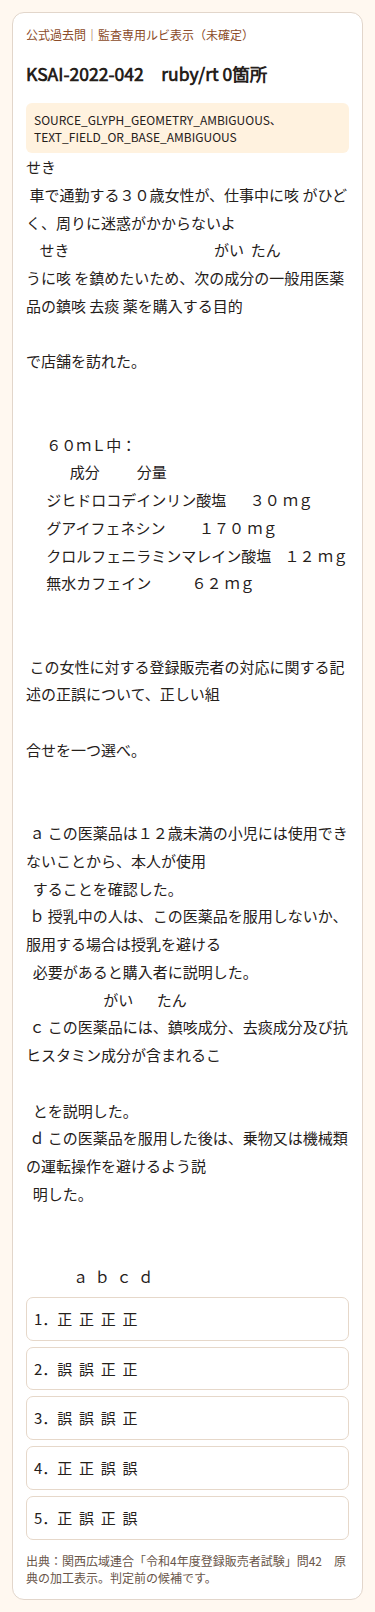 公式過去問｜監査専用ルビ表示（未確定）
KSAI-2022-042　ruby/rt 0箇所
SOURCE_GLYPH_GEOMETRY_AMBIGUOUS、
TEXT_FIELD_OR_BASE_AMBIGUOUS
せき
車で通勤する３０歳女性が、仕事中に咳 がひど
く、周りに迷惑がかからないよ
せき　がい たん
うに咳 を鎮めたいため、次の成分の一般用医薬
品の鎮咳 去痰 薬を購入する目的
で店舗を訪れた。
６０ｍＬ中：
成分　分量
ジヒドロコデインリン酸塩　３０ｍｇ
グアイフェネシン　１７０ｍｇ
クロルフェニラミンマレイン酸塩　１２ｍｇ
無水カフェイン　６２ｍｇ
この女性に対する登録販売者の対応に関する記
述の正誤について、正しい組
合せを一つ選べ。
ａ この医薬品は１２歳未満の小児には使用でき
ないことから、本人が使用
することを確認した。
ｂ 授乳中の人は、この医薬品を服用しないか、
服用する場合は授乳を避ける
必要があると購入者に説明した。
がい　たん
ｃ この医薬品には、鎮咳成分、去痰成分及び抗
ヒスタミン成分が含まれるこ
とを説明した。
ｄ この医薬品を服用した後は、乗物又は機械類
の運転操作を避けるよう説
明した。
ａ ｂ ｃ ｄ
1．正 正 正 正
2．誤 誤 正 正
3．誤 誤 誤 正
4．正 正 誤 誤
5．正 誤 正 誤
出典：関西広域連合「令和4年度登録販売者試験」問42　原
典の加工表示。判定前の候補です。